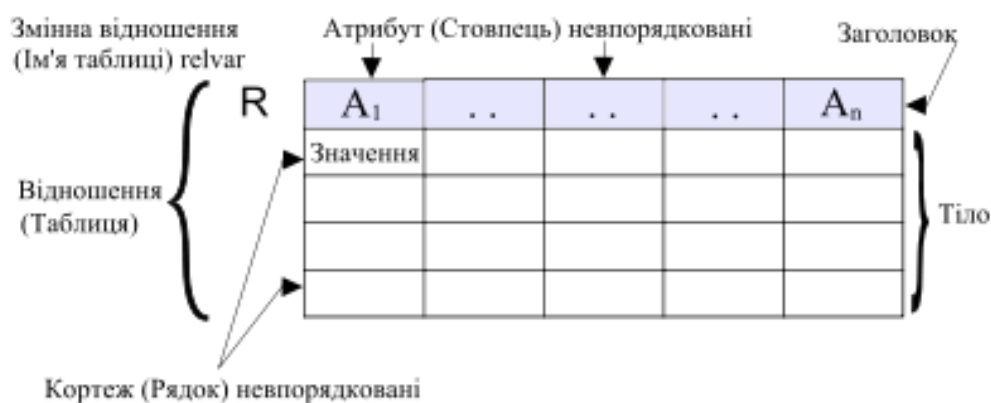 Змінна відношення
(Ім'я таблиці) relvar
Атрибут (Стовпець) невпорядковані
Заголовок
R
A1 . . . . . . An
Значення
Відношення
(Таблиця)
Тіло
Кортеж (Рядок) невпорядковані